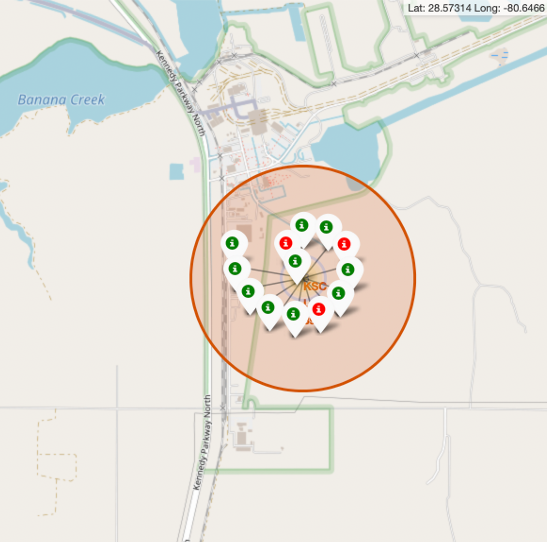 Lat: 28.57314 Long: -80.6466
Kennedy Parkway North
Banana Creek
KSC
Kennedy Parkway North